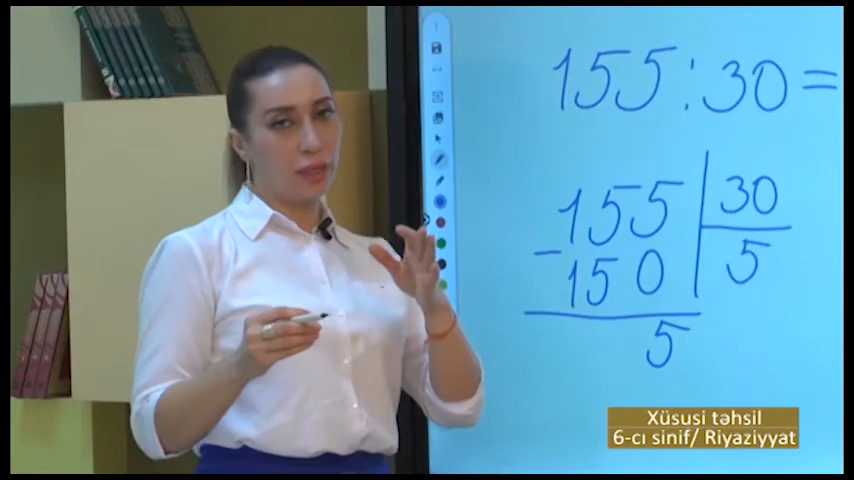 155:30=
155 30
- 150 5
5
Xüsusi təhsil
6-cı sinif/ Riyaziyyat